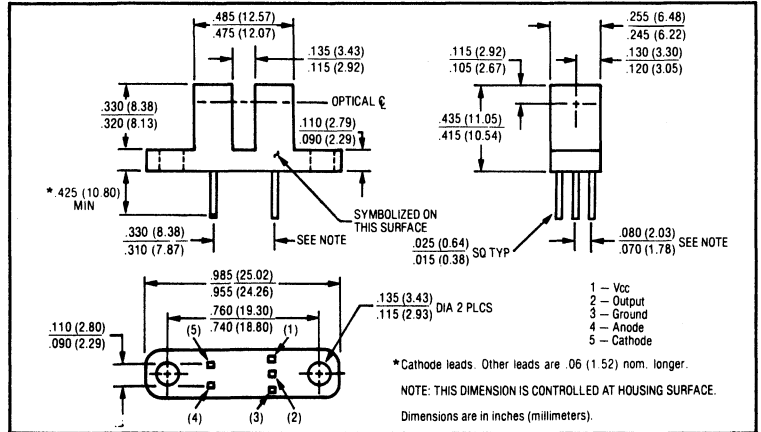 .485 (12.57)
.475 (12.07)
.135 (3.43)
.115 (2.92)
OPTICAL ℄
.330 (8.38)
.320 (8.13)
.110 (2.79)
.090 (2.29)
*.425 (10.80)
MIN
SYMBOLIZED ON
THIS SURFACE
.330 (8.38)
.310 (7.87)
SEE NOTE
.255 (6.48)
.245 (6.22)
.115 (2.92)
.105 (2.67)
.130 (3.30)
.120 (3.05)
.435 (11.05)
.415 (10.54)
.025 (0.64)
.015 (0.38)
SQ TYP
.080 (2.03)
.070 (1.78)
SEE NOTE
.985 (25.02)
.955 (24.26)
.760 (19.30)
.740 (18.80)
.135 (3.43)
.115 (2.93)
DIA 2 PLCS
.110 (2.80)
.090 (2.29)
(5)
(1)
(4)
(3)
(2)
1 – Vcc
2 – Output
3 – Ground
4 – Anode
5 – Cathode
*Cathode leads. Other leads are .06 (1.52) nom. longer.
NOTE: THIS DIMENSION IS CONTROLLED AT HOUSING SURFACE.
Dimensions are in inches (millimeters).